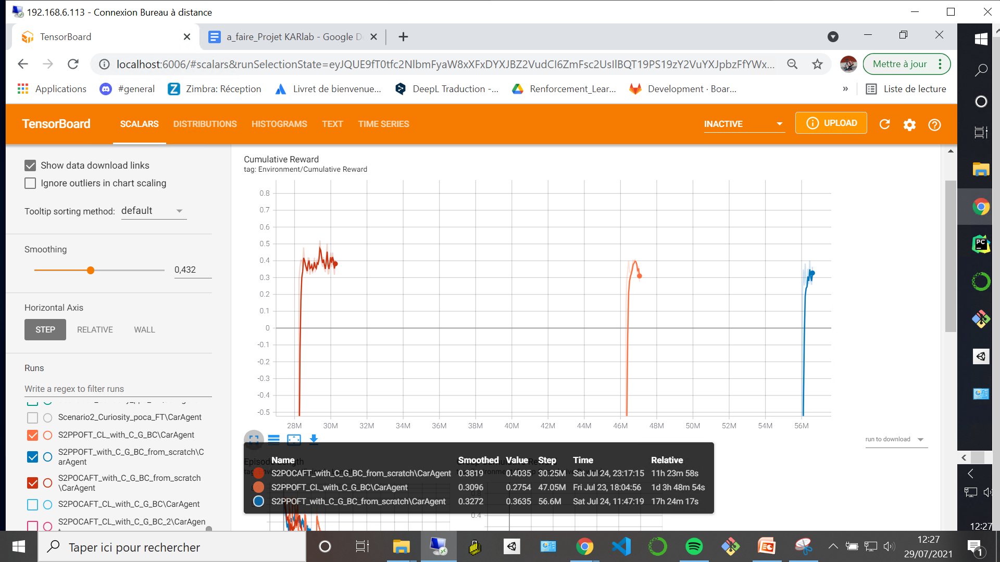 192.168.6.113 - Connexion Bureau à distance
TensorBoard
a_faire_Projet KARlab - Google D
localhost:6006/#scalars&runSelectionState=eyJQUE9fT0tfc2NlbmFyaW8xXFxDYXJBZ2VudCI6ZmFsc2UsIlBQT19PS19zY2VuYXJpbzFfYWx...
Mettre à jour
Applications
#general
Zimbra: Réception
Livret de bienvenue...
DeepL Traduction -...
Renforcement_Lear...
Development · Boar...
»
Liste de lecture
TensorBoard
SCALARS
DISTRIBUTIONS
HISTOGRAMS
TEXT
TIME SERIES
INACTIVE
UPLOAD
Show data download links
Ignore outliers in chart scaling
Tooltip sorting method: default
Smoothing
0,432
Horizontal Axis
STEP RELATIVE WALL
Runs
Write a regex to filter runs
Scenario2_Curiosity_poca_FT\CarAgent
S2PPOFT_CL_with_C_G_BC\CarAgent
S2PPOFT_with_C_G_BC_from_scratch\C
arAgent
S2POCAFT_with_C_G_BC_from_scratch
\CarAgent
S2POCAFT_CL_with_C_G_BC\CarAgent
S2POCAFT_CL_with_C_G_BC_2\CarAgen
Cumulative Reward
tag: Environment/Cumulative Reward
0.8
0.7
0.6
0.5
0.4
0.3
0.2
0.1
0
-0.1
-0.2
-0.3
-0.4
-0.5
28M 30M 32M 34M 36M 38M 40M 42M 44M 46M 48M 50M 52M 54M 56M
run to download
Episode Length
Name Smoothed Value Step Time Relative
S2POCAFT_with_C_G_BC_from_scratch\CarAgent 0.3819 0.4035 30.25M Sat Jul 24, 23:17:15 11h 23m 58s
S2PPOFT_CL_with_C_G_BC\CarAgent 0.3096 0.2754 47.05M Fri Jul 23, 18:04:56 1d 3h 48m 54s
S2PPOFT_with_C_G_BC_from_scratch\CarAgent 0.3272 0.3635 56.6M Sat Jul 24, 11:47:19 17h 24m 17s
0.4
PC
12:27
Taper ici pour rechercher
12:27
29/07/2021
1